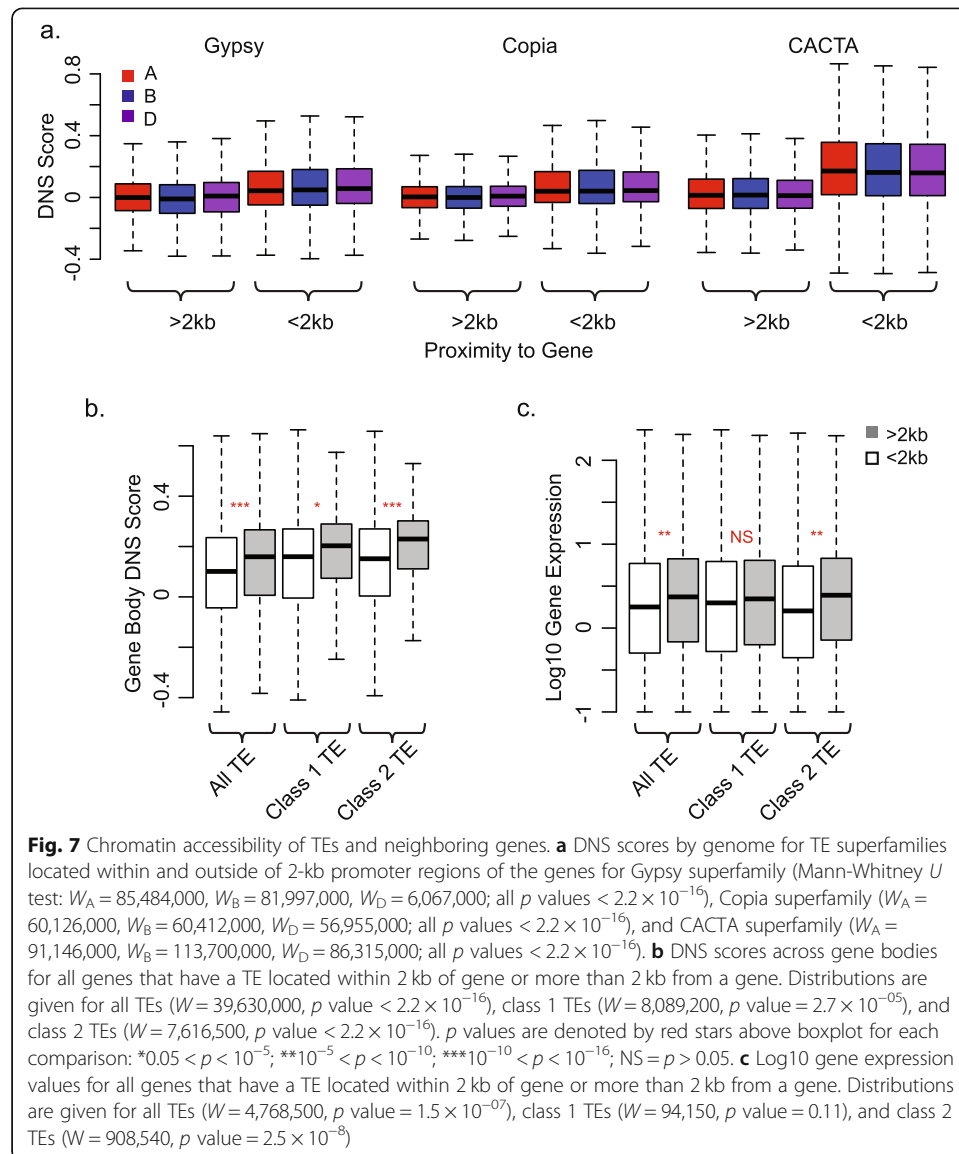 a.
Gypsy Copia CACTA
A
B
D
DNS Score
-0.4 0 0.4 0.8
>2kb <2kb >2kb <2kb >2kb <2kb
Proximity to Gene
b.
Gene Body DNS Score
-0.4 0 0.4
*** * ***
All TE Class 1 TE Class 2 TE
c.
>2kb
<2kb
Log10 Gene Expression
-1 0 1 2
** NS **
All TE Class 1 TE Class 2 TE
Fig. 7 Chromatin accessibility of TEs and neighboring genes. a DNS scores by genome for TE superfamilies
located within and outside of 2-kb promoter regions of the genes for Gypsy superfamily (Mann-Whitney U
test: W_A = 85,484,000, W_B = 81,997,000, W_D = 6,067,000; all p values < 2.2 × 10^−16), Copia superfamily (W_A =
60,126,000, W_B = 60,412,000, W_D = 56,955,000; all p values < 2.2 × 10^−16), and CACTA superfamily (W_A =
91,146,000, W_B = 113,700,000, W_D = 86,315,000; all p values < 2.2 × 10^−16). b DNS scores across gene bodies
for all genes that have a TE located within 2 kb of gene or more than 2 kb from a gene. Distributions are
given for all TEs (W = 39,630,000, p value < 2.2 × 10^−16), class 1 TEs (W = 8,089,200, p value = 2.7 × 10^−05), and
class 2 TEs (W = 7,616,500, p value < 2.2 × 10^−16). p values are denoted by red stars above boxplot for each
comparison: *0.05 < p < 10^−5; **10^−5 < p < 10^−10; ***10^−10 < p < 10^−16; NS = p > 0.05. c Log10 gene expression
values for all genes that have a TE located within 2 kb of gene or more than 2 kb from a gene. Distributions
are given for all TEs (W = 4,768,500, p value = 1.5 × 10^−07), class 1 TEs (W = 94,150, p value = 0.11), and class 2
TEs (W = 908,540, p value = 2.5 × 10^−8)